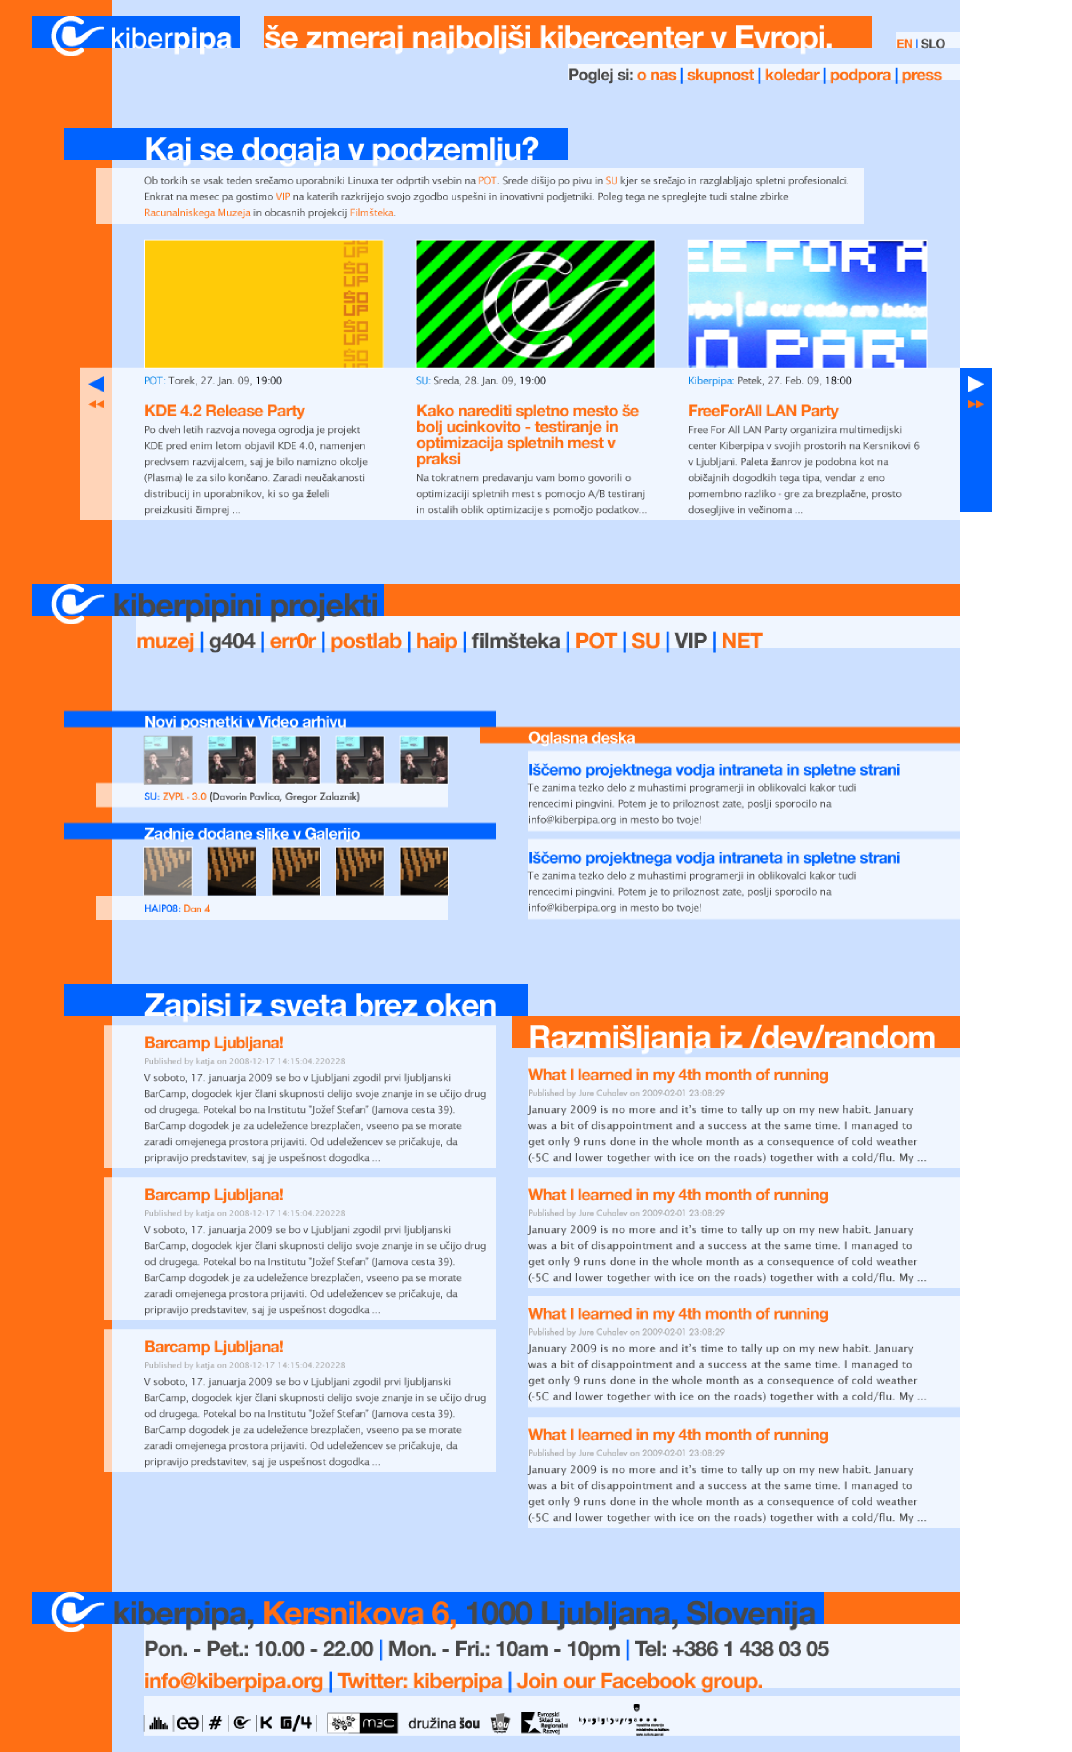 kiberpipa
še zmeraj najboljši kibercenter v Evropi.
EN | SLO
Poglej si: o nas | skupnost | koledar | podpora | press
Kaj se dogaja v podzemlju?
Ob torkih se vsak teden srečamo uporabniki Linuxa ter odprtih vsebin na POT. Srede dišijo po pivu in SU kjer se srečajo in razglabljajo spletni profesionalci.
Enkrat na mesec pa gostimo VIP na katerih razkrijejo svojo zgodbo uspešni in inovativni podjetniki. Poleg tega ne spreglejte tudi stalne zbirke
Racunalniskega Muzeja in obcasnih projekcij Filmšteka.
POT: Torek, 27. Jan. 09, 19:00
KDE 4.2 Release Party
Po dveh letih razvoja novega ogrodja je projekt
KDE pred enim letom objavil KDE 4.0, namenjen
predvsem razvijalcem, saj je bilo namizno okolje
(Plasma) le za silo končano. Zaradi neučakanosti
distribucij in uporabnikov, ki so ga želeli
preizkusiti čimprej ...
SU: Sreda, 28. Jan. 09, 19:00
Kako narediti spletno mesto še
bolj ucinkovito - testiranje in
optimizacija spletnih mest v
praksi
Na tokratnem predavanju vam bomo govorili o
optimizaciji spletnih mest s pomocjo A/B testiranj
in ostalih oblik optimizacije s pomočjo podatkov...
FREE FOR A
rpipe | all our code are belon
O PART
Kiberpipa: Petek, 27. Feb. 09, 18:00
FreeForAll LAN Party
Free For All LAN Party organizira multimedijski
center Kiberpipa v svojih prostorih na Kersnikovi 6
v Ljubljani. Paleta žanrov je podobna kot na
običajnih dogodkih tega tipa, vendar z eno
pomembno razliko - gre za brezplačne, prosto
dosegljive in večinoma ...
kiberpipini projekti
muzej | g404 | err0r | postlab | haip | filmšteka | POT | SU | VIP | NET
Novi posnetki v Video arhivu
SU: ZVPL - 3.0 (Davorin Pavlica, Gregor Zalaznik)
Zadnje dodane slike v Galerijo
HAIP08: Dan 4
Oglasna deska
Iščemo projektnega vodja intraneta in spletne strani
Te zanima tezko delo z muhastimi programerji in oblikovalci kakor tudi
rencecimi pingvini. Potem je to priloznost zate, poslji sporocilo na
info@kiberpipa.org in mesto bo tvoje!
Iščemo projektnega vodja intraneta in spletne strani
Te zanima tezko delo z muhastimi programerji in oblikovalci kakor tudi
rencecimi pingvini. Potem je to priloznost zate, poslji sporocilo na
info@kiberpipa.org in mesto bo tvoje!
Zapisi iz sveta brez oken
Barcamp Ljubljana!
Published by katja on 2008-12-17 14:15:04.220228
V soboto, 17. januarja 2009 se bo v Ljubljani zgodil prvi ljubljanski
BarCamp, dogodek kjer člani skupnosti delijo svoje znanje in se učijo drug
od drugega. Potekal bo na Institutu "Jožef Stefan" (Jamova cesta 39).
BarCamp dogodek je za udeležence brezplačen, vseeno pa se morate
zaradi omejenega prostora prijaviti. Od udeležencev se pričakuje, da
pripravijo predstavitev, saj je uspešnost dogodka ...
Barcamp Ljubljana!
Published by katja on 2008-12-17 14:15:04.220228
V soboto, 17. januarja 2009 se bo v Ljubljani zgodil prvi ljubljanski
BarCamp, dogodek kjer člani skupnosti delijo svoje znanje in se učijo drug
od drugega. Potekal bo na Institutu "Jožef Stefan" (Jamova cesta 39).
BarCamp dogodek je za udeležence brezplačen, vseeno pa se morate
zaradi omejenega prostora prijaviti. Od udeležencev se pričakuje, da
pripravijo predstavitev, saj je uspešnost dogodka ...
Barcamp Ljubljana!
Published by katja on 2008-12-17 14:15:04.220228
V soboto, 17. januarja 2009 se bo v Ljubljani zgodil prvi ljubljanski
BarCamp, dogodek kjer člani skupnosti delijo svoje znanje in se učijo drug
od drugega. Potekal bo na Institutu "Jožef Stefan" (Jamova cesta 39).
BarCamp dogodek je za udeležence brezplačen, vseeno pa se morate
zaradi omejenega prostora prijaviti. Od udeležencev se pričakuje, da
pripravijo predstavitev, saj je uspešnost dogodka ...
Razmišljanja iz /dev/random
What I learned in my 4th month of running
Published by Jure Cuhalev on 2009-02-01 23:08:29
January 2009 is no more and it's time to tally up on my new habit. January
was a bit of disappointment and a success at the same time. I managed to
get only 9 runs done in the whole month as a consequence of cold weather
(-5C and lower together with ice on the roads) together with a cold/flu. My ...
What I learned in my 4th month of running
Published by Jure Cuhalev on 2009-02-01 23:08:29
January 2009 is no more and it's time to tally up on my new habit. January
was a bit of disappointment and a success at the same time. I managed to
get only 9 runs done in the whole month as a consequence of cold weather
(-5C and lower together with ice on the roads) together with a cold/flu. My ...
What I learned in my 4th month of running
Published by Jure Cuhalev on 2009-02-01 23:08:29
January 2009 is no more and it's time to tally up on my new habit. January
was a bit of disappointment and a success at the same time. I managed to
get only 9 runs done in the whole month as a consequence of cold weather
(-5C and lower together with ice on the roads) together with a cold/flu. My ...
What I learned in my 4th month of running
Published by Jure Cuhalev on 2009-02-01 23:08:29
January 2009 is no more and it's time to tally up on my new habit. January
was a bit of disappointment and a success at the same time. I managed to
get only 9 runs done in the whole month as a consequence of cold weather
(-5C and lower together with ice on the roads) together with a cold/flu. My ...
kiberpipa, Kersnikova 6, 1000 Ljubljana, Slovenija
Pon. - Pet.: 10.00 - 22.00 | Mon. - Fri.: 10am - 10pm | Tel: +386 1 438 03 05
info@kiberpipa.org | Twitter: kiberpipa | Join our Facebook group.
# K G/4 M3C družina šou Evropski Sklad za Regionalni Razvoj